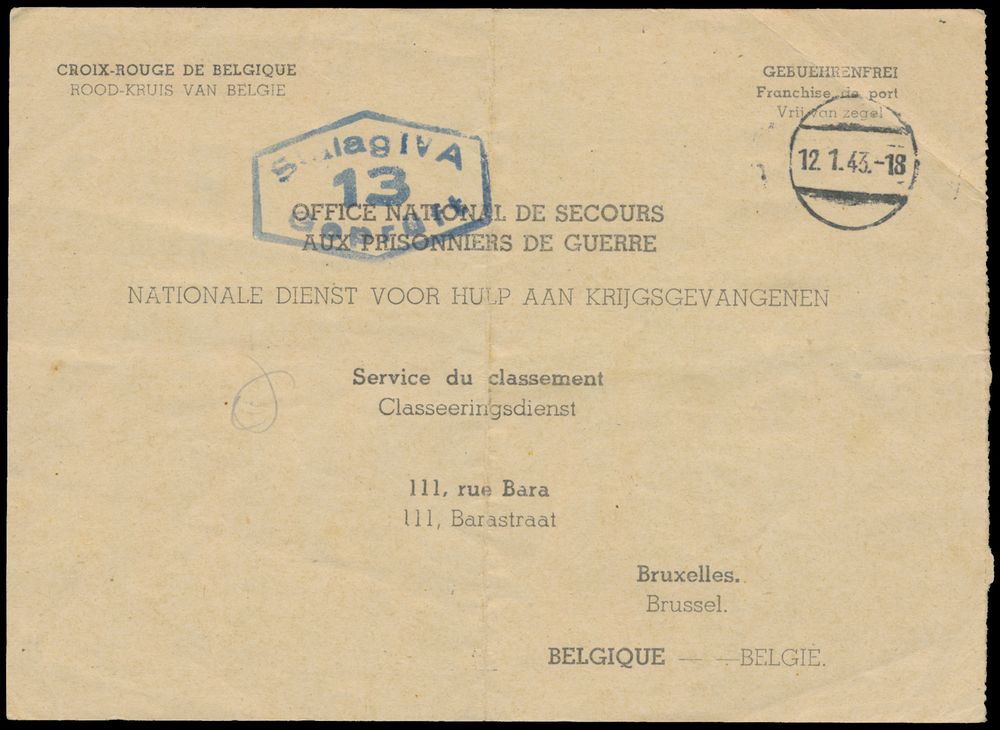 CROIX-ROUGE DE BELGIQUE
ROOD-KRUIS VAN BELGIE
GEBUEHRENFREI
Franchise de port
Vrij van zegel
12.1.43.-18
Stalag IV A
13
Geprüft
OFFICE NATIONAL DE SECOURS
AUX PRISONNIERS DE GUERRE
NATIONALE DIENST VOOR HULP AAN KRIJGSGEVANGENEN
Service du classement
Classeeringsdienst
111, rue Bara
111, Barastraat
Bruxelles.
Brussel.
BELGIQUE — —BELGIË.